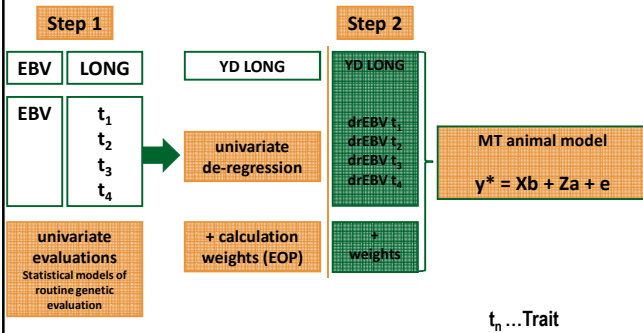 Step 1
Step 2
EBV
LONG
YD LONG
YD LONG
EBV
t1
t2
t3
t4
univariate
de-regression
drEBV t1
drEBV t2
drEBV t3
drEBV t4
MT animal model
y* = Xb + Za + e
univariate
evaluations
Statistical models of
routine genetic
evaluation
+ calculation
weights (EOP)
+
weights
tn ...Trait